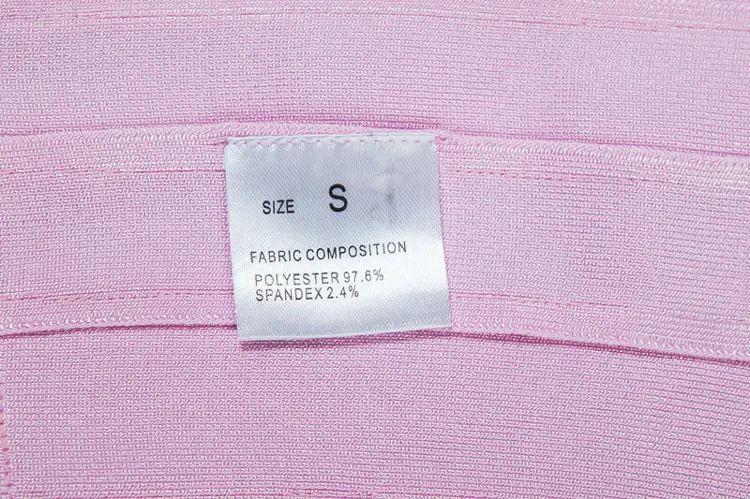 SIZE S
FABRIC COMPOSITION
POLYESTER 97.6%
SPANDEX 2.4%